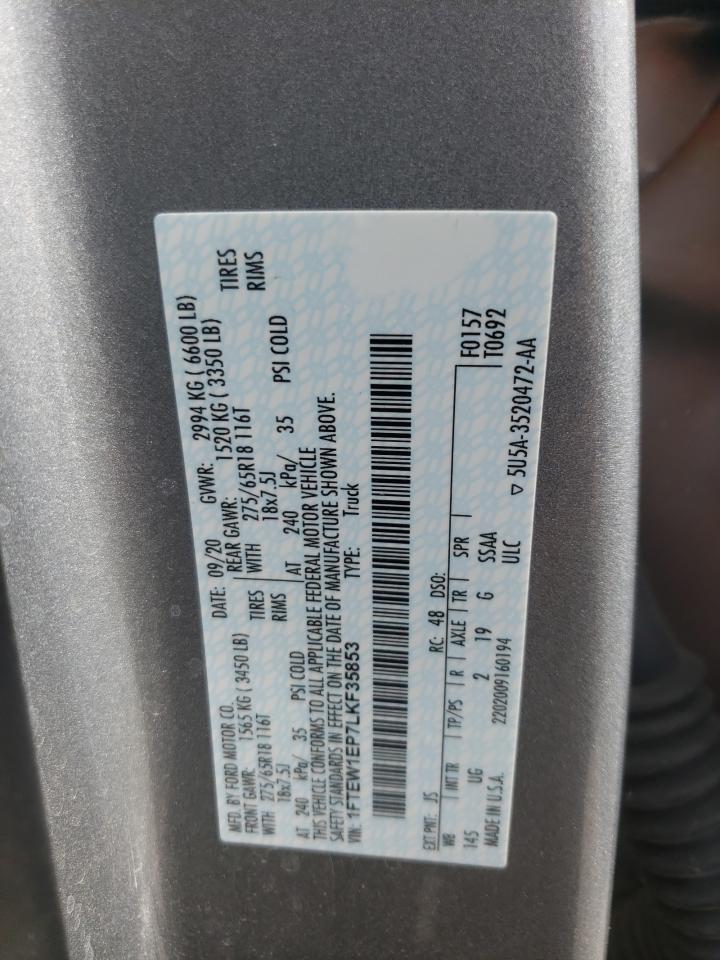 MFD. BY FORD MOTOR CO. DATE: 09/20 GVWR: 2994 KG ( 6600 LB)
FRONT GAWR: 1565 KG ( 3450 LB) REAR GAWR: 1520 KG ( 3350 LB)
WITH 275/65R18 116T TIRES WITH 275/65R18 116T TIRES
18x7.5J RIMS 18x7.5J RIMS
AT 240 kPa/ 35 PSI COLD AT 240 kPa/ 35 PSI COLD
THIS VEHICLE CONFORMS TO ALL APPLICABLE FEDERAL MOTOR VEHICLE
SAFETY STANDARDS IN EFFECT ON THE DATE OF MANUFACTURE SHOWN ABOVE.
VIN: 1FTEW1EP7LKF35853 TYPE: Truck
EXT PNT: JS RC: 48 DSO: F0157
WB INT TR TP/PS R AXLE TR SPR T0692
145 UG 2 19 G SSAA
MADE IN U.S.A. 2202009160194 ULC ▽ 5U5A-3520472-AA